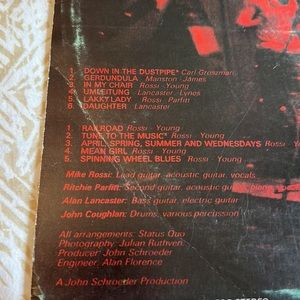 1. DOWN IN THE DUSTPIPE* Carl Grossman
2. GERDUNDULA Manston - James
3. IN MY CHAIR Rossi - Young
4. UMLEITUNG Lancaster - Lynes
5. LAKKY LADY Rossi - Parfitt
6. DAUGHTER Lancaster
1. RAILROAD Rossi - Young
2. TUNE TO THE MUSIC* Rossi - Young
3. APRIL, SPRING, SUMMER AND WEDNESDAYS Rossi - Young
4. MEAN GIRL Rossi - Young
5. SPINNING WHEEL BLUES Rossi - Young
Mike Rossi: Lead guitar, acoustic guitar, vocals
Ritchie Parfitt: Second guitar, acoustic guitar, piano,
Alan Lancaster: Bass guitar, electric guitar
John Coughlan: Drums, various percussion
All arrangements: Status Quo
Photography: Julian Ruthven
Producer: John Schroeder
Engineer, Alan Florence
A John Schroeder Production